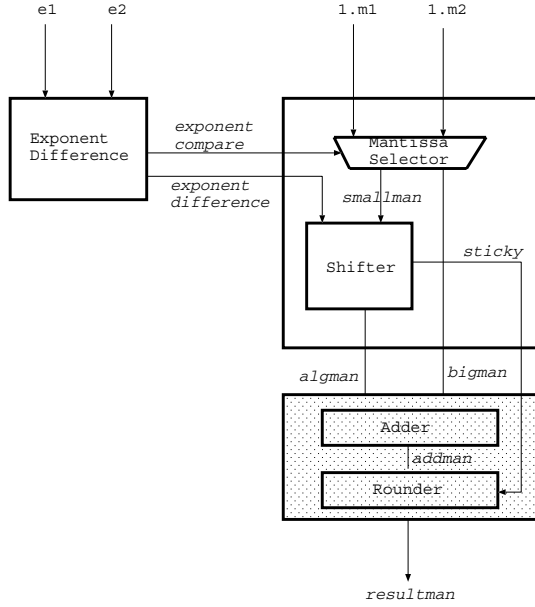 e1 e2 1.m1 1.m2
Exponent
Difference
exponent
compare
Mantissa
Selector
exponent
difference
smallman
Shifter
sticky
algman
bigman
Adder
addman
Rounder
resultman